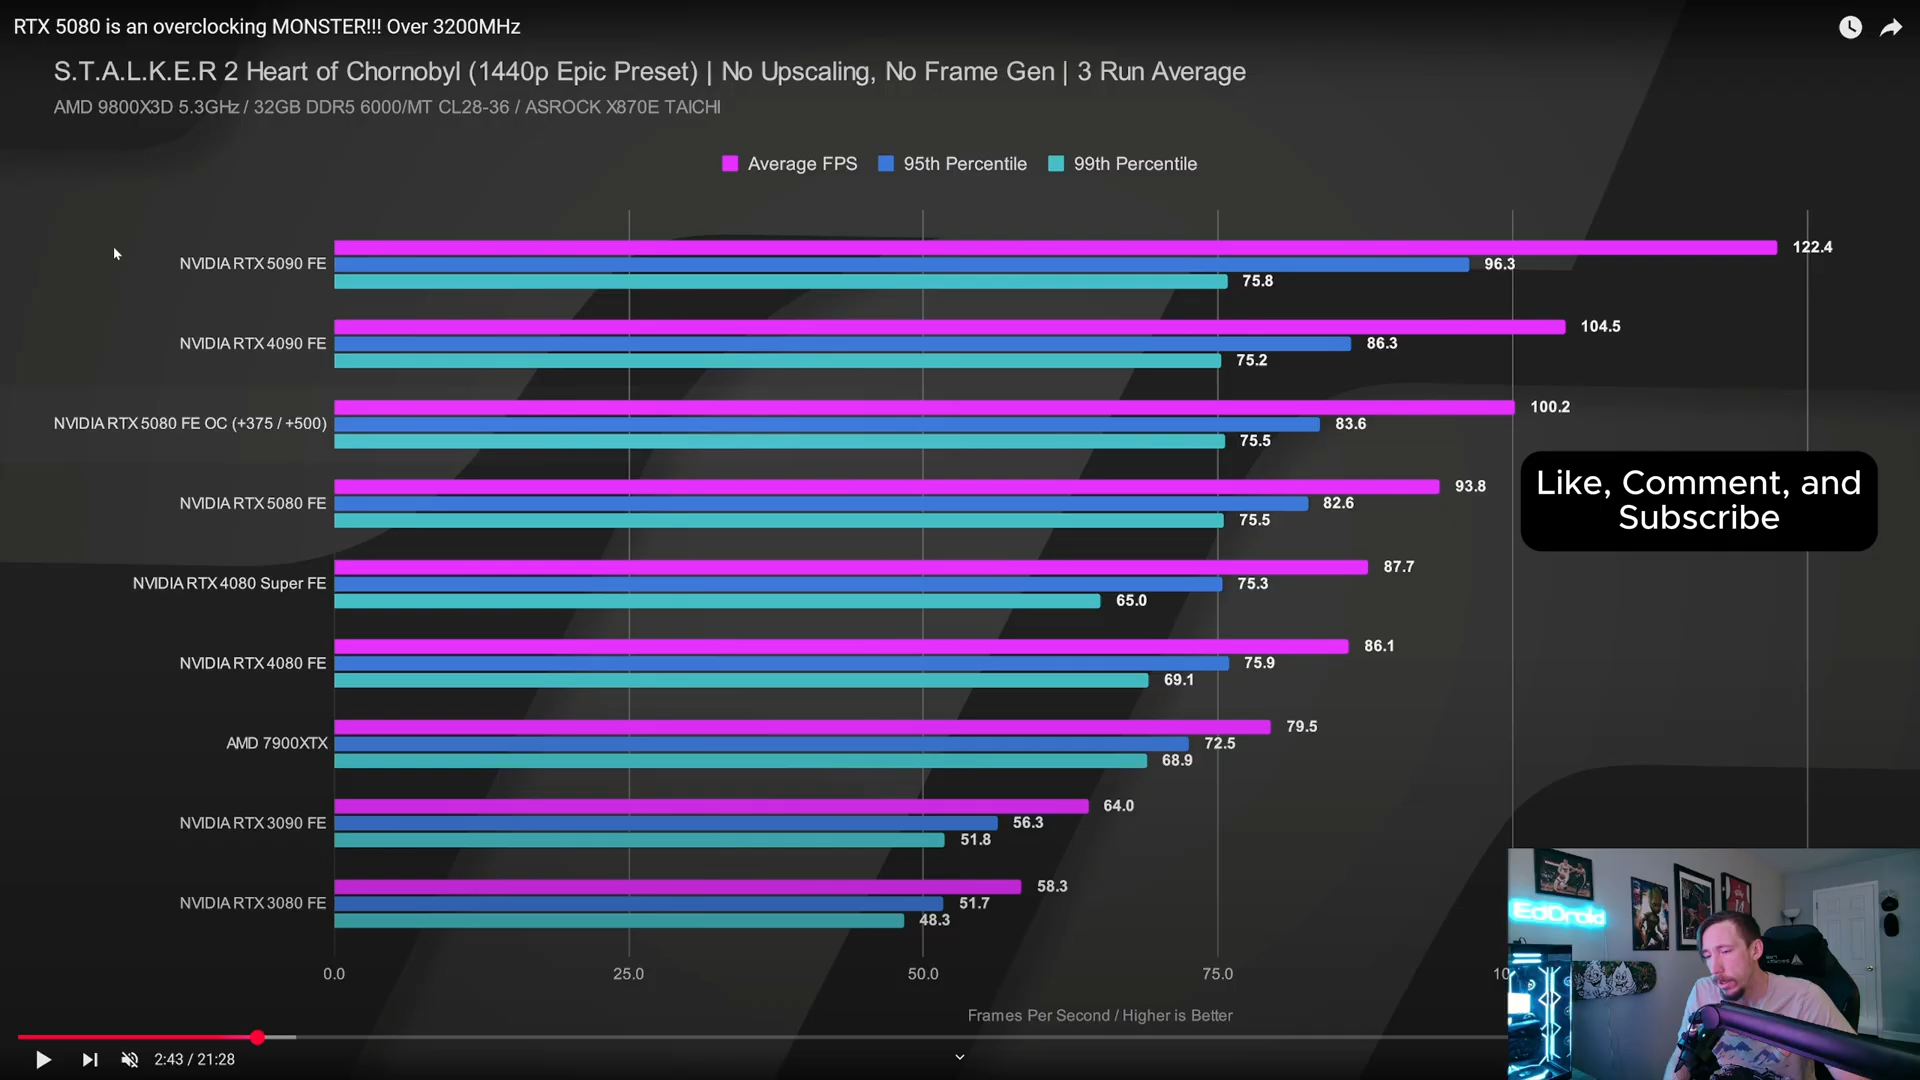 RTX 5080 is an overclocking MONSTER!!! Over 3200MHz
S.T.A.L.K.E.R 2 Heart of Chornobyl (1440p Epic Preset) | No Upscaling, No Frame Gen | 3 Run Average
AMD 9800X3D 5.3GHz / 32GB DDR5 6000/MT CL28-36 / ASROCK X870E TAICHI
Average FPS 95th Percentile 99th Percentile
122.4
NVIDIA RTX 5090 FE 96.3
75.8
104.5
NVIDIA RTX 4090 FE 86.3
75.2
100.2
NVIDIA RTX 5080 FE OC (+375 / +500) 83.6
75.5
93.8
NVIDIA RTX 5080 FE 82.6
75.5
Like, Comment, and
Subscribe
87.7
NVIDIA RTX 4080 Super FE 75.3
65.0
86.1
NVIDIA RTX 4080 FE 75.9
69.1
79.5
AMD 7900XTX 72.5
68.9
64.0
NVIDIA RTX 3090 FE 56.3
51.8
58.3
NVIDIA RTX 3080 FE 51.7
48.3
EdDroid
0.0 25.0 50.0 75.0 10
Frames Per Second / Higher is Better
2:43 / 21:28